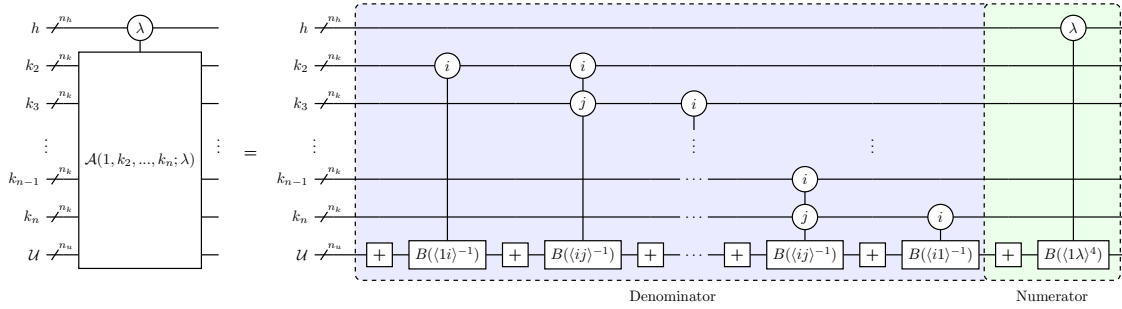 h n_h λ = h n_h λ
k_2 n_k k_2 n_k i i
k_3 n_k k_3 n_k j i
⋮ A(1, k_2, ..., k_n; λ) ⋮ ⋮ ⋮ ⋮
k_{n−1} n_k k_{n−1} n_k ⋯ i
k_n n_k k_n n_k ⋯ j i
U n_u U n_u + B(⟨1i⟩^{−1}) + B(⟨ij⟩^{−1}) + ⋯ + B(⟨ij⟩^{−1}) + B(⟨i1⟩^{−1}) + B(⟨1λ⟩^4)
Denominator Numerator